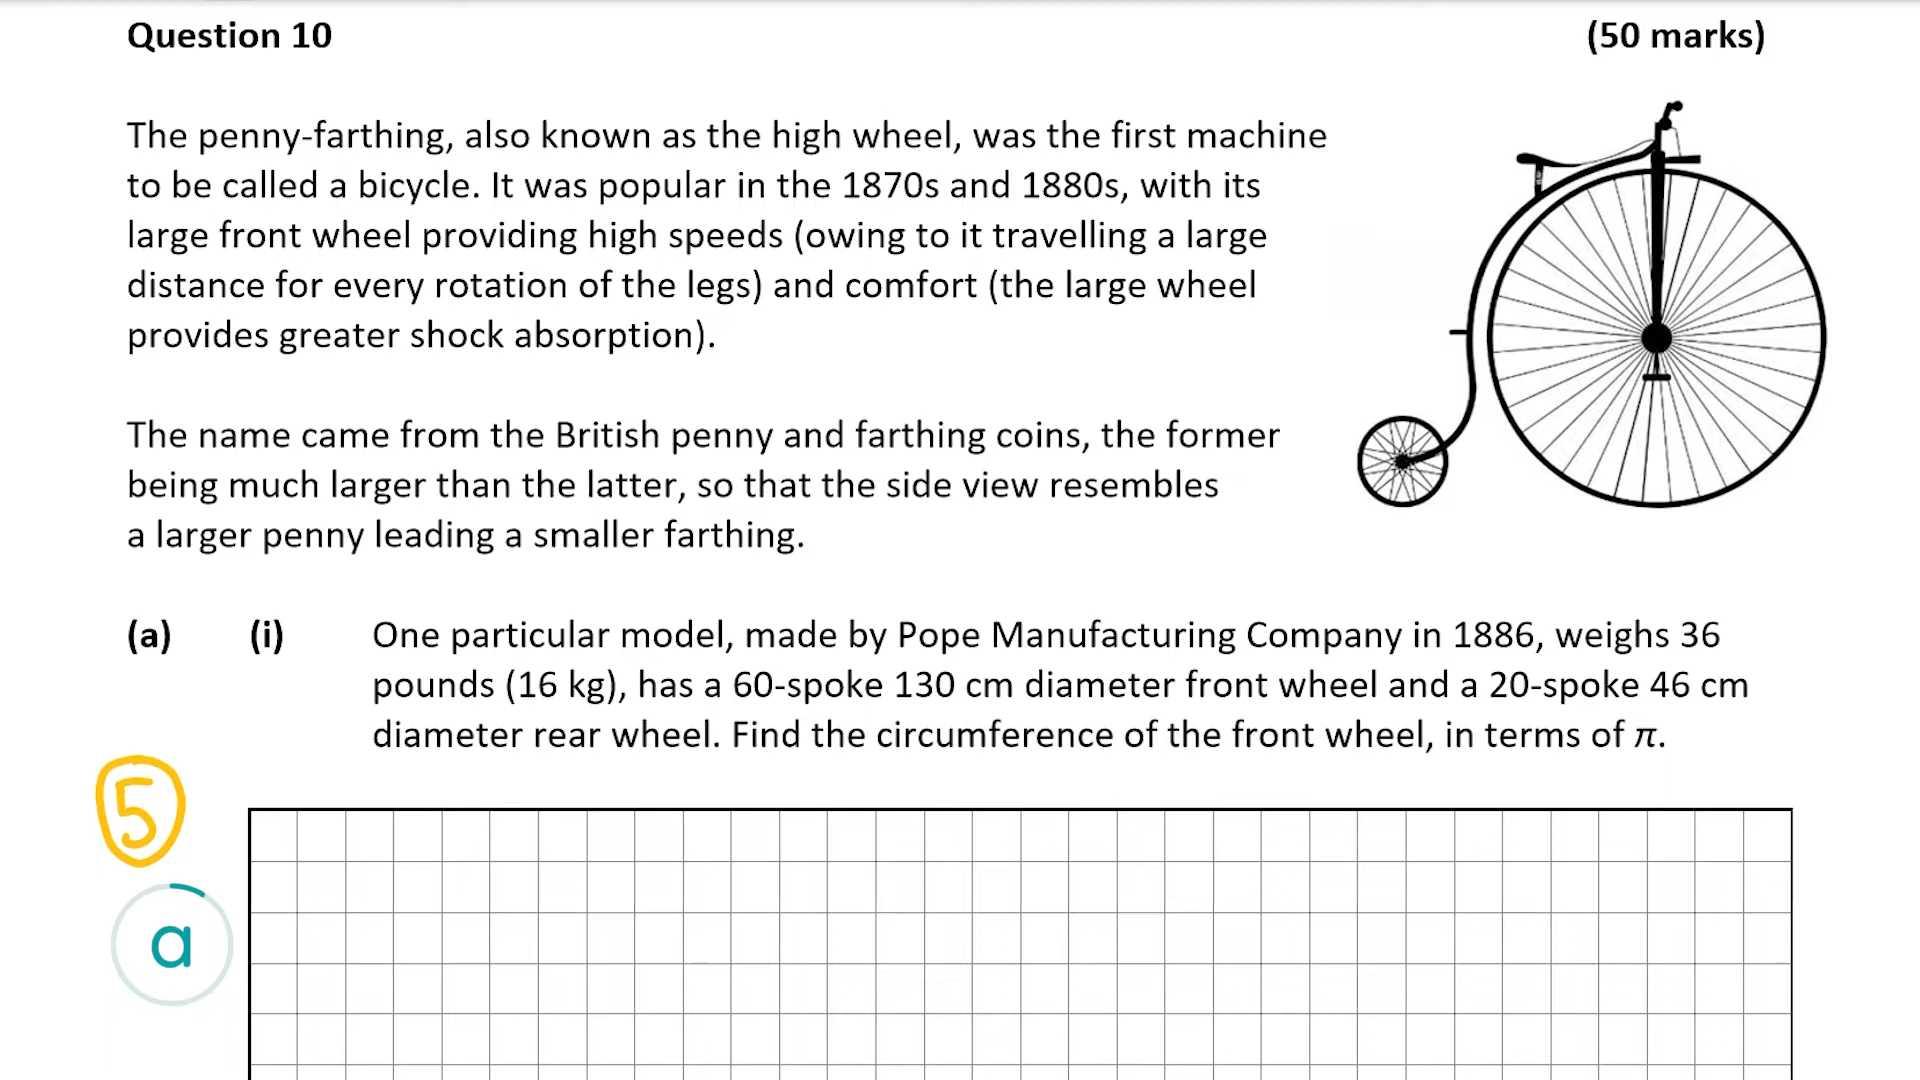 Question 10 (50 marks)
The penny-farthing, also known as the high wheel, was the first machine
to be called a bicycle. It was popular in the 1870s and 1880s, with its
large front wheel providing high speeds (owing to it travelling a large
distance for every rotation of the legs) and comfort (the large wheel
provides greater shock absorption).
The name came from the British penny and farthing coins, the former
being much larger than the latter, so that the side view resembles
a larger penny leading a smaller farthing.
(a) (i) One particular model, made by Pope Manufacturing Company in 1886, weighs 36
pounds (16 kg), has a 60-spoke 130 cm diameter front wheel and a 20-spoke 46 cm
diameter rear wheel. Find the circumference of the front wheel, in terms of π.
5
a